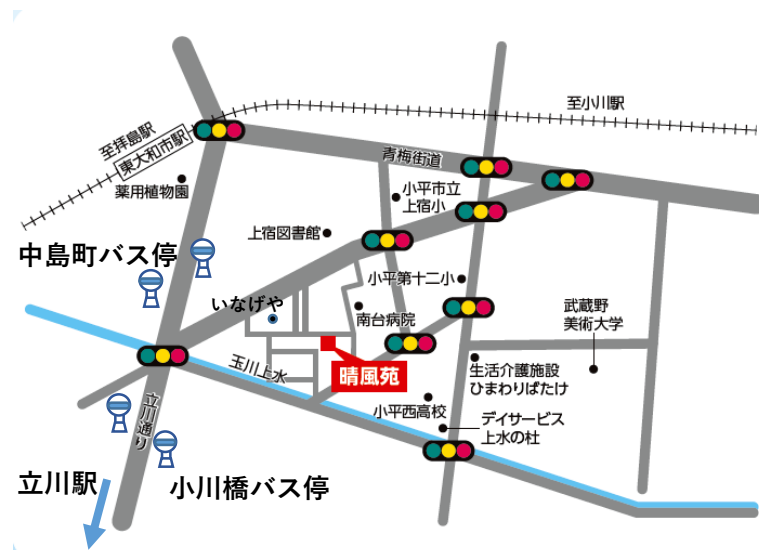 至小川駅
至拝島駅
東大和市駅
青梅街道
薬用植物園
小平市立
上宿小
上宿図書館
中島町バス停
小平第十二小
いなげや
南台病院
武蔵野
美術大学
玉川上水
晴風苑
生活介護施設
ひまわりばたけ
立川通り
小平西高校
デイサービス
上水の杜
立川駅
小川橋バス停